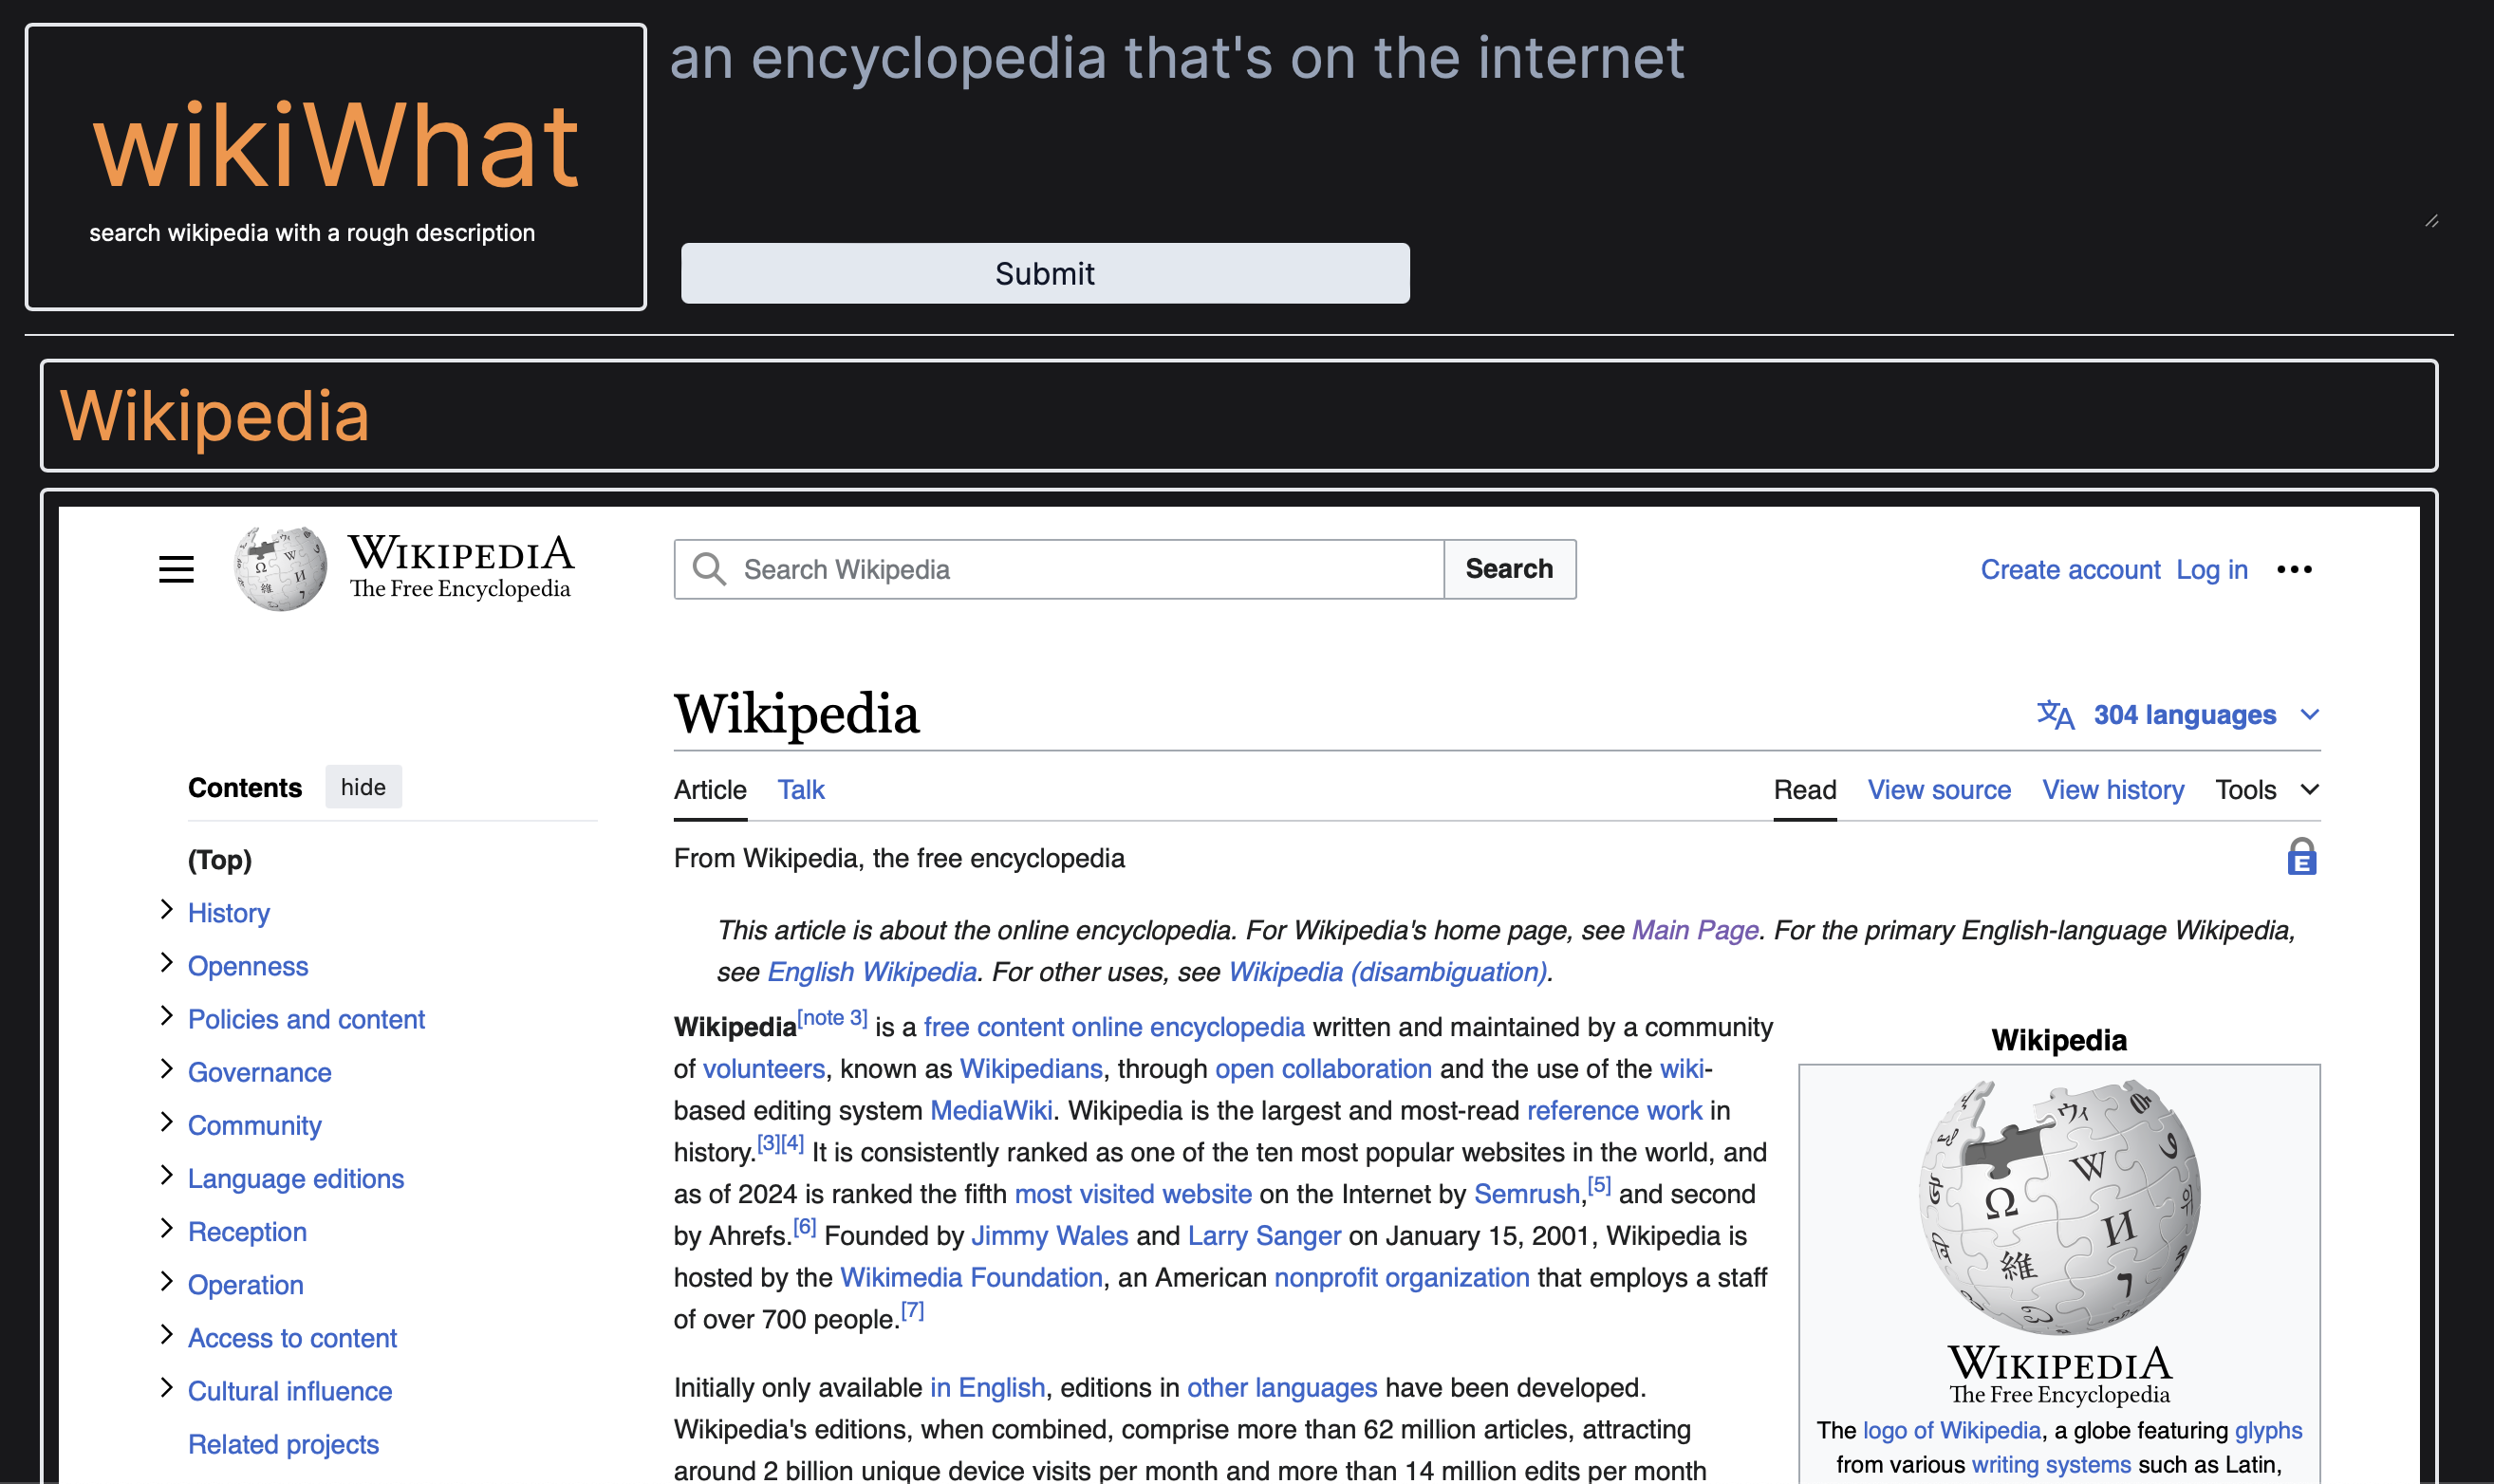 wikiWhat
search wikipedia with a rough description
an encyclopedia that's on the internet
Submit
Wikipedia
WIKIPEDIA
The Free Encyclopedia
Search Wikipedia
Search
Create account Log in
Wikipedia
304 languages
Contents hide
(Top)
History
Openness
Policies and content
Governance
Community
Language editions
Reception
Operation
Access to content
Cultural influence
Related projects
Article Talk
Read View source View history Tools
From Wikipedia, the free encyclopedia
E
This article is about the online encyclopedia. For Wikipedia's home page, see Main Page. For the primary English-language Wikipedia,
see English Wikipedia. For other uses, see Wikipedia (disambiguation).
Wikipedia[note 3] is a free content online encyclopedia written and maintained by a community
of volunteers, known as Wikipedians, through open collaboration and the use of the wiki-
based editing system MediaWiki. Wikipedia is the largest and most-read reference work in
history.[3][4] It is consistently ranked as one of the ten most popular websites in the world, and
as of 2024 is ranked the fifth most visited website on the Internet by Semrush,[5] and second
by Ahrefs.[6] Founded by Jimmy Wales and Larry Sanger on January 15, 2001, Wikipedia is
hosted by the Wikimedia Foundation, an American nonprofit organization that employs a staff
of over 700 people.[7]
Initially only available in English, editions in other languages have been developed.
Wikipedia's editions, when combined, comprise more than 62 million articles, attracting
around 2 billion unique device visits per month and more than 14 million edits per month
Wikipedia
Ω W И 維
WIKIPEDIA
The Free Encyclopedia
The logo of Wikipedia, a globe featuring glyphs
from various writing systems such as Latin,